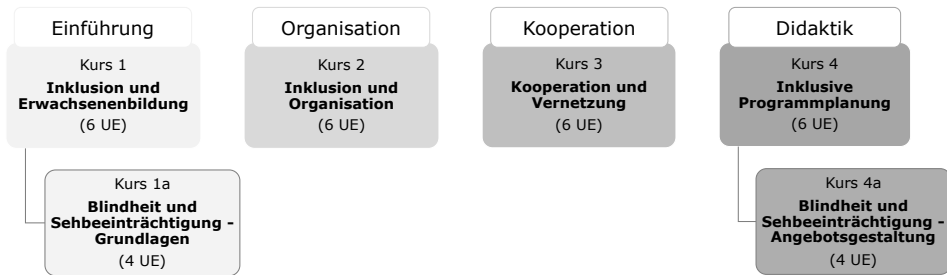 Einführung
Kurs 1
Inklusion und
Erwachsenenbildung
(6 UE)
Kurs 1a
Blindheit und
Sehbeeinträchtigung -
Grundlagen
(4 UE)
Organisation
Kurs 2
Inklusion und
Organisation
(6 UE)
Kooperation
Kurs 3
Kooperation und
Vernetzung
(6 UE)
Didaktik
Kurs 4
Inklusive
Programmplanung
(6 UE)
Kurs 4a
Blindheit und
Sehbeeinträchtigung -
Angebotsgestaltung
(4 UE)